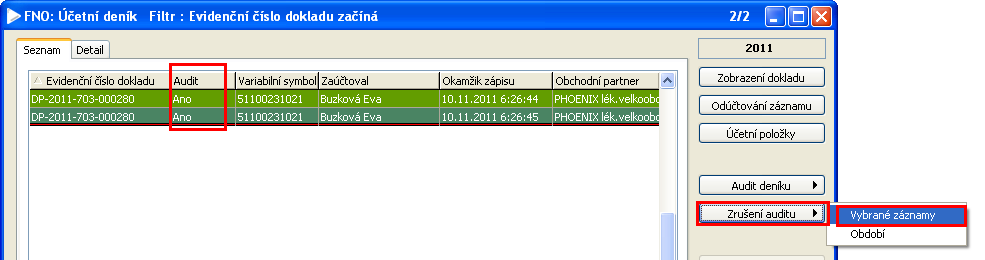 FNO: Účetní deník Filtr : Evidenční číslo dokladu začíná 2/2
Seznam Detail
2011
Evidenční číslo dokladu Audit Variabilní symbol Zaúčtoval Okamžik zápisu Obchodní partner
DP-2011-703-000280 Ano 51100231021 Buzková Eva 10.11.2011 6:26:44 PHOENIX lék.velkoobc
DP-2011-703-000280 Ano 51100231021 Buzková Eva 10.11.2011 6:26:45 PHOENIX lék.velkoobc
Zobrazení dokladu
Odúčtování záznamu
Účetní položky
Audit deníku
Zrušení auditu
Vybrané záznamy
Období